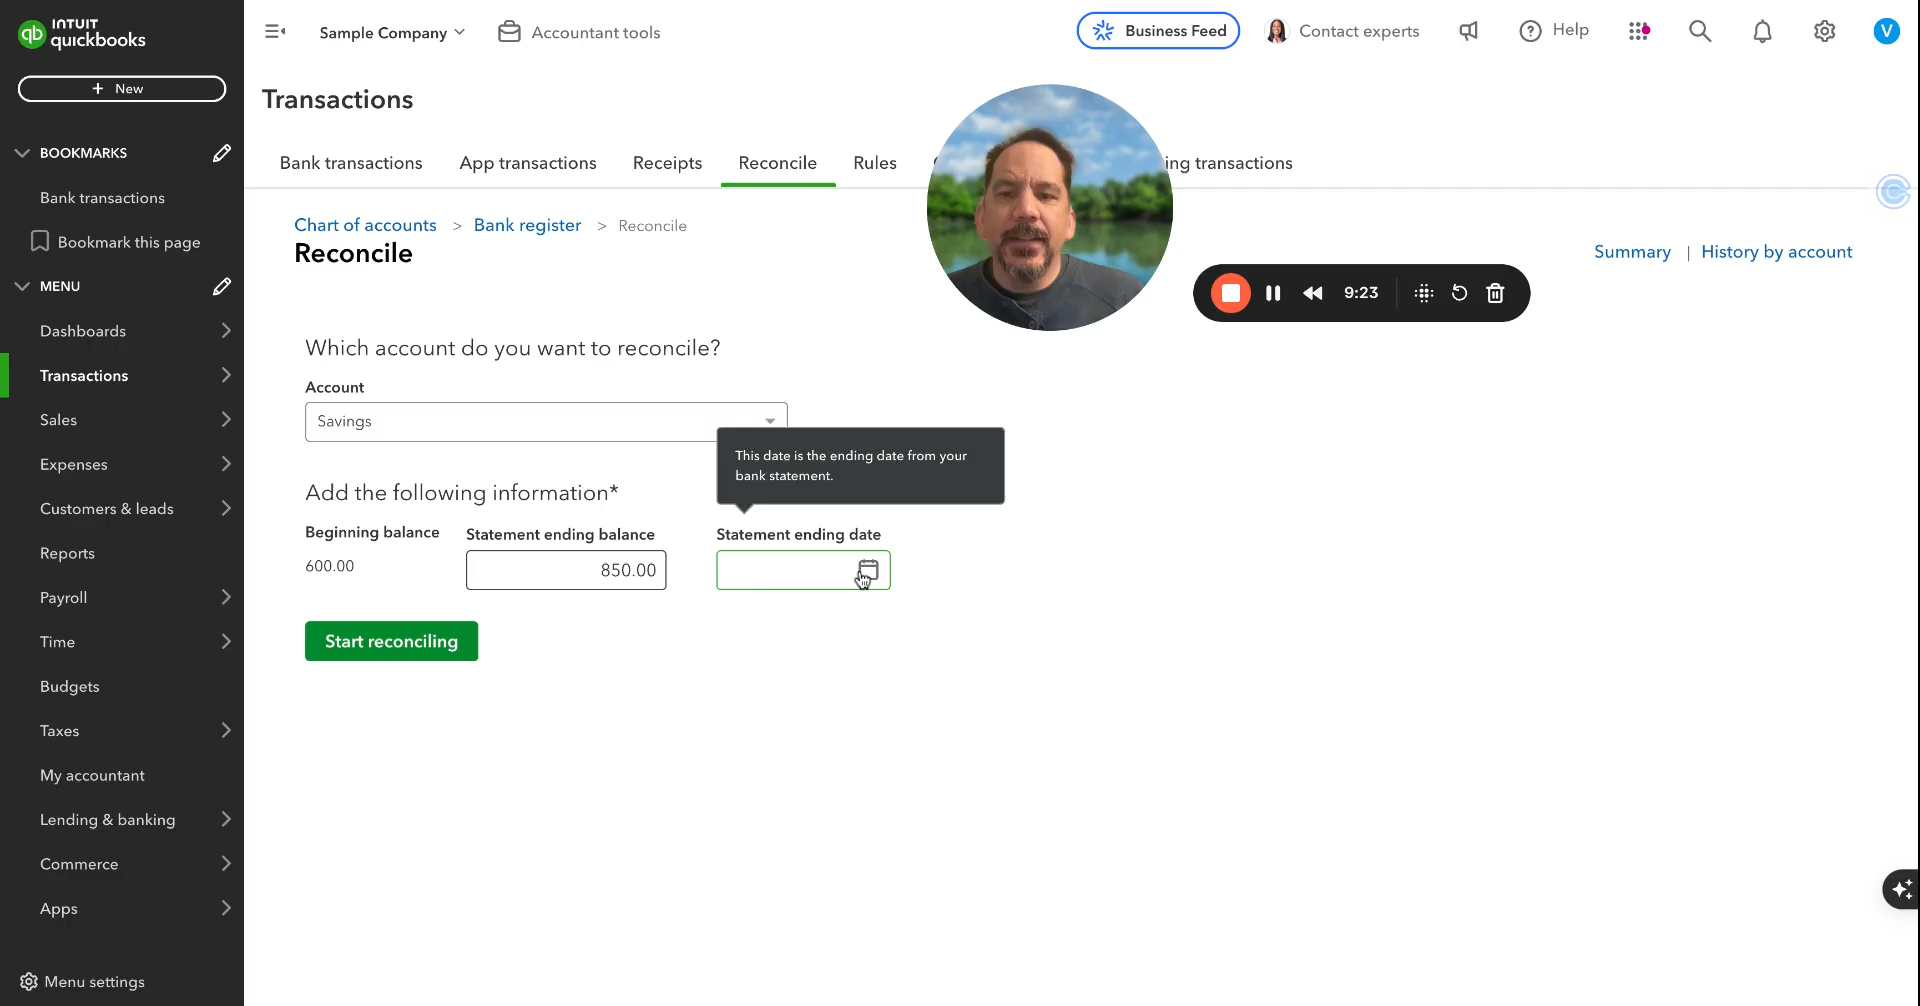 INTUIT
quickbooks
+ New
BOOKMARKS
Bank transactions
Bookmark this page
MENU
Dashboards
Transactions
Sales
Expenses
Customers & leads
Reports
Payroll
Time
Budgets
Taxes
My accountant
Lending & banking
Commerce
Apps
Menu settings
Sample Company
Accountant tools
Business Feed
Contact experts
Help
V
Transactions
Bank transactions
App transactions
Receipts
Reconcile
Rules
ing transactions
Chart of accounts > Bank register > Reconcile
Reconcile
Summary | History by account
9:23
Which account do you want to reconcile?
Account
Savings
This date is the ending date from your
bank statement.
Add the following information*
Beginning balance
Statement ending balance
Statement ending date
600.00
850.00
Start reconciling